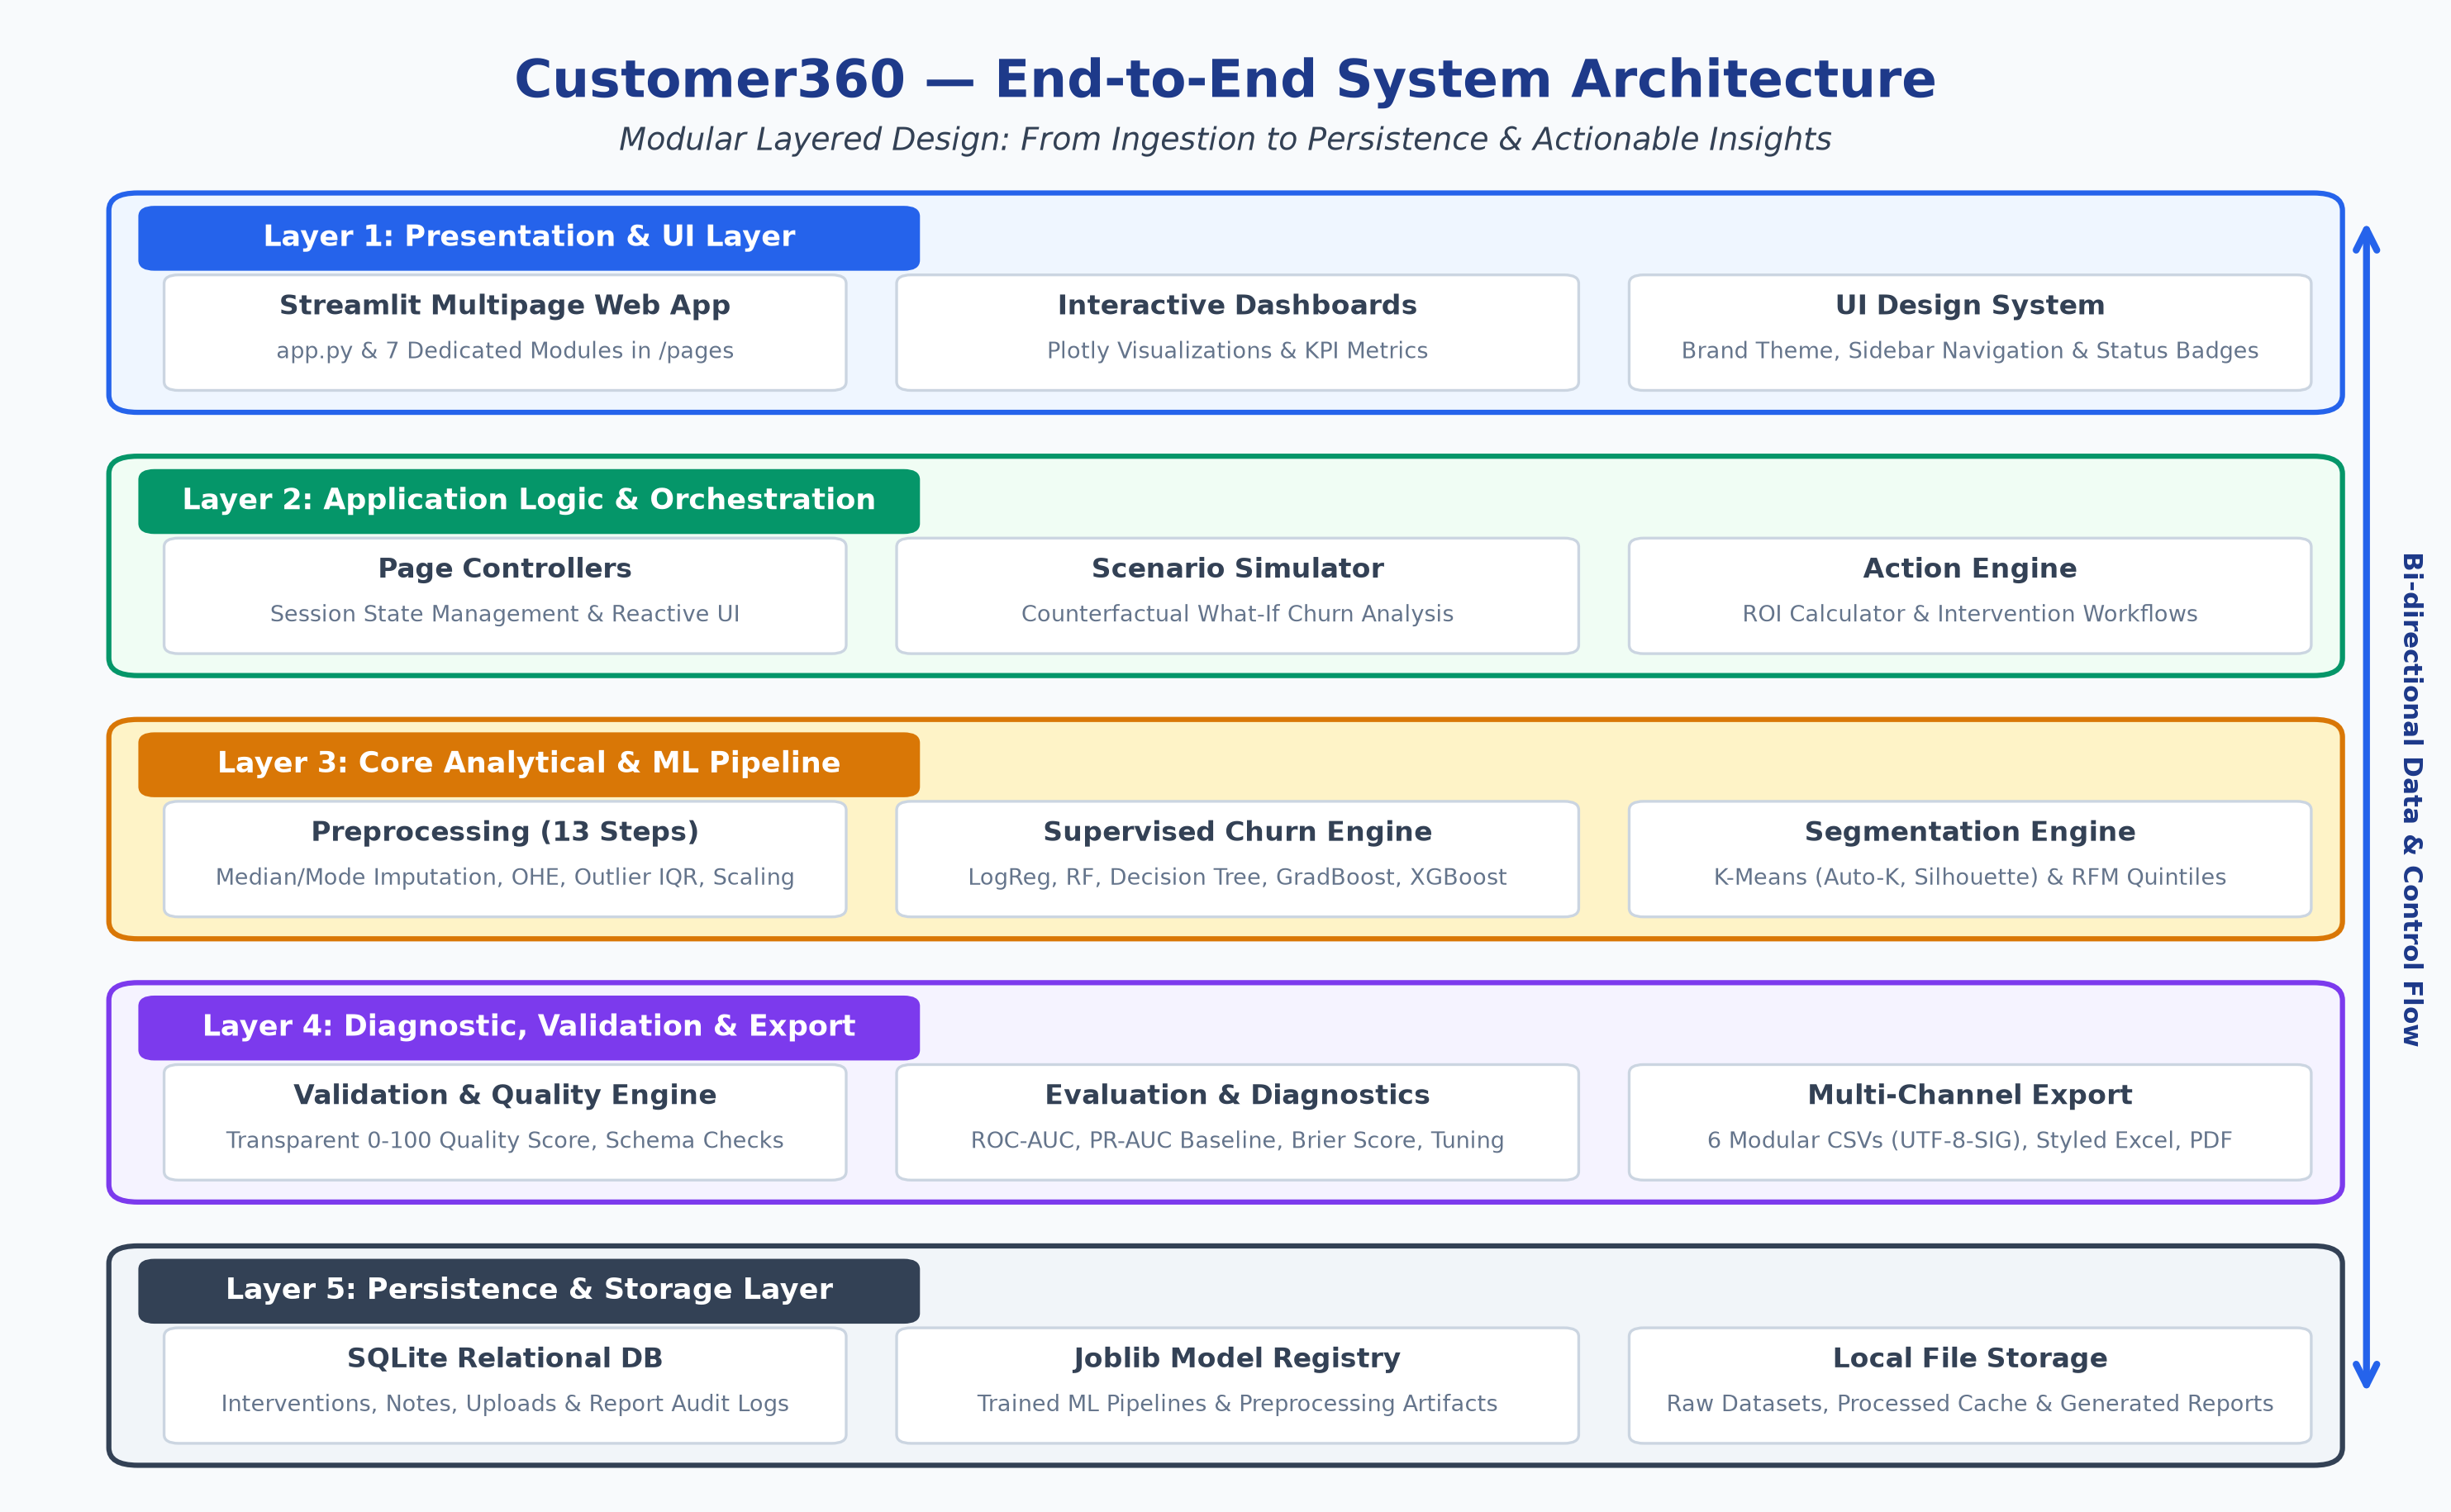 Customer360 — End-to-End System Architecture
Modular Layered Design: From Ingestion to Persistence & Actionable Insights
Layer 1: Presentation & UI Layer
Streamlit Multipage Web App
app.py & 7 Dedicated Modules in /pages
Interactive Dashboards
Plotly Visualizations & KPI Metrics
UI Design System
Brand Theme, Sidebar Navigation & Status Badges
Layer 2: Application Logic & Orchestration
Page Controllers
Session State Management & Reactive UI
Scenario Simulator
Counterfactual What-If Churn Analysis
Action Engine
ROI Calculator & Intervention Workflows
Layer 3: Core Analytical & ML Pipeline
Preprocessing (13 Steps)
Median/Mode Imputation, OHE, Outlier IQR, Scaling
Supervised Churn Engine
LogReg, RF, Decision Tree, GradBoost, XGBoost
Segmentation Engine
K-Means (Auto-K, Silhouette) & RFM Quintiles
Layer 4: Diagnostic, Validation & Export
Validation & Quality Engine
Transparent 0-100 Quality Score, Schema Checks
Evaluation & Diagnostics
ROC-AUC, PR-AUC Baseline, Brier Score, Tuning
Multi-Channel Export
6 Modular CSVs (UTF-8-SIG), Styled Excel, PDF
Layer 5: Persistence & Storage Layer
SQLite Relational DB
Interventions, Notes, Uploads & Report Audit Logs
Joblib Model Registry
Trained ML Pipelines & Preprocessing Artifacts
Local File Storage
Raw Datasets, Processed Cache & Generated Reports
Bi-directional Data & Control Flow